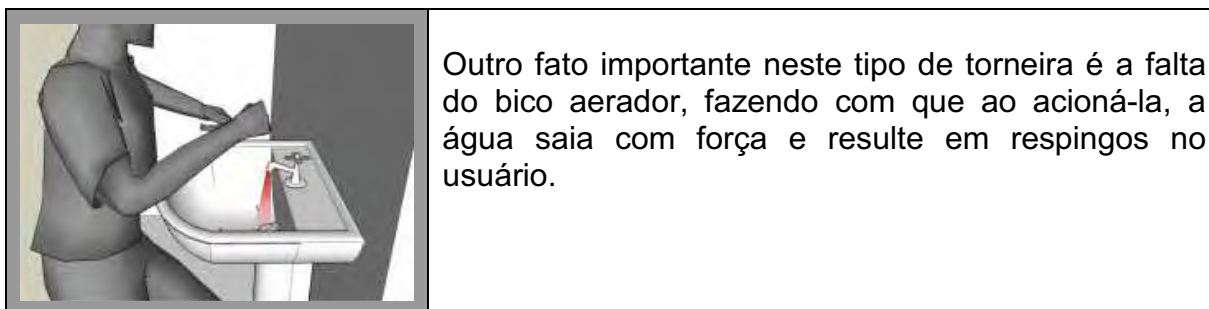 Outro fato importante neste tipo de torneira é a falta
do bico aerador, fazendo com que ao acioná-la, a
água saia com força e resulte em respingos no
usuário.